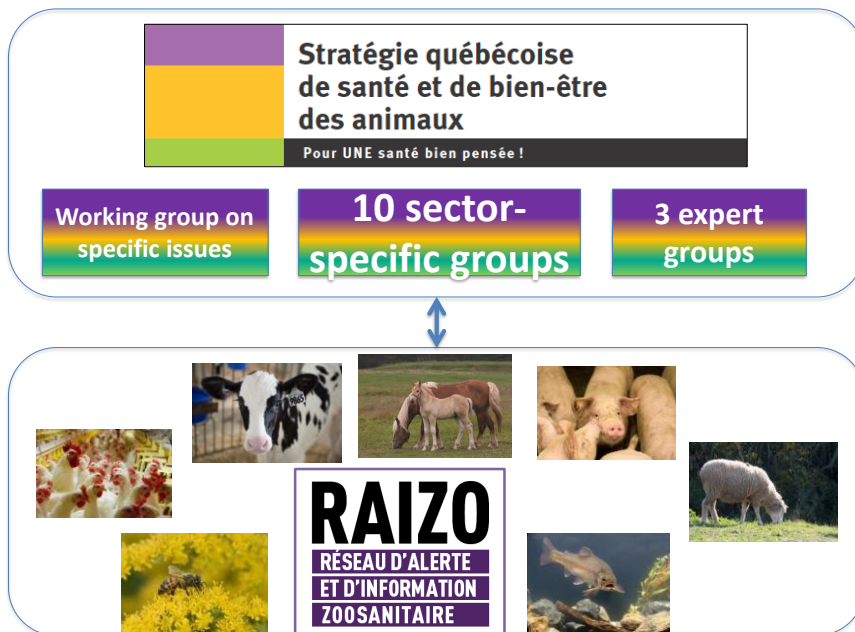 Stratégie québécoise
de santé et de bien-être
des animaux
Pour UNE santé bien pensée !
Working group on
specific issues
10 sector-
specific groups
3 expert
groups
RAIZO
RÉSEAU D'ALERTE
ET D'INFORMATION
ZOOSANITAIRE